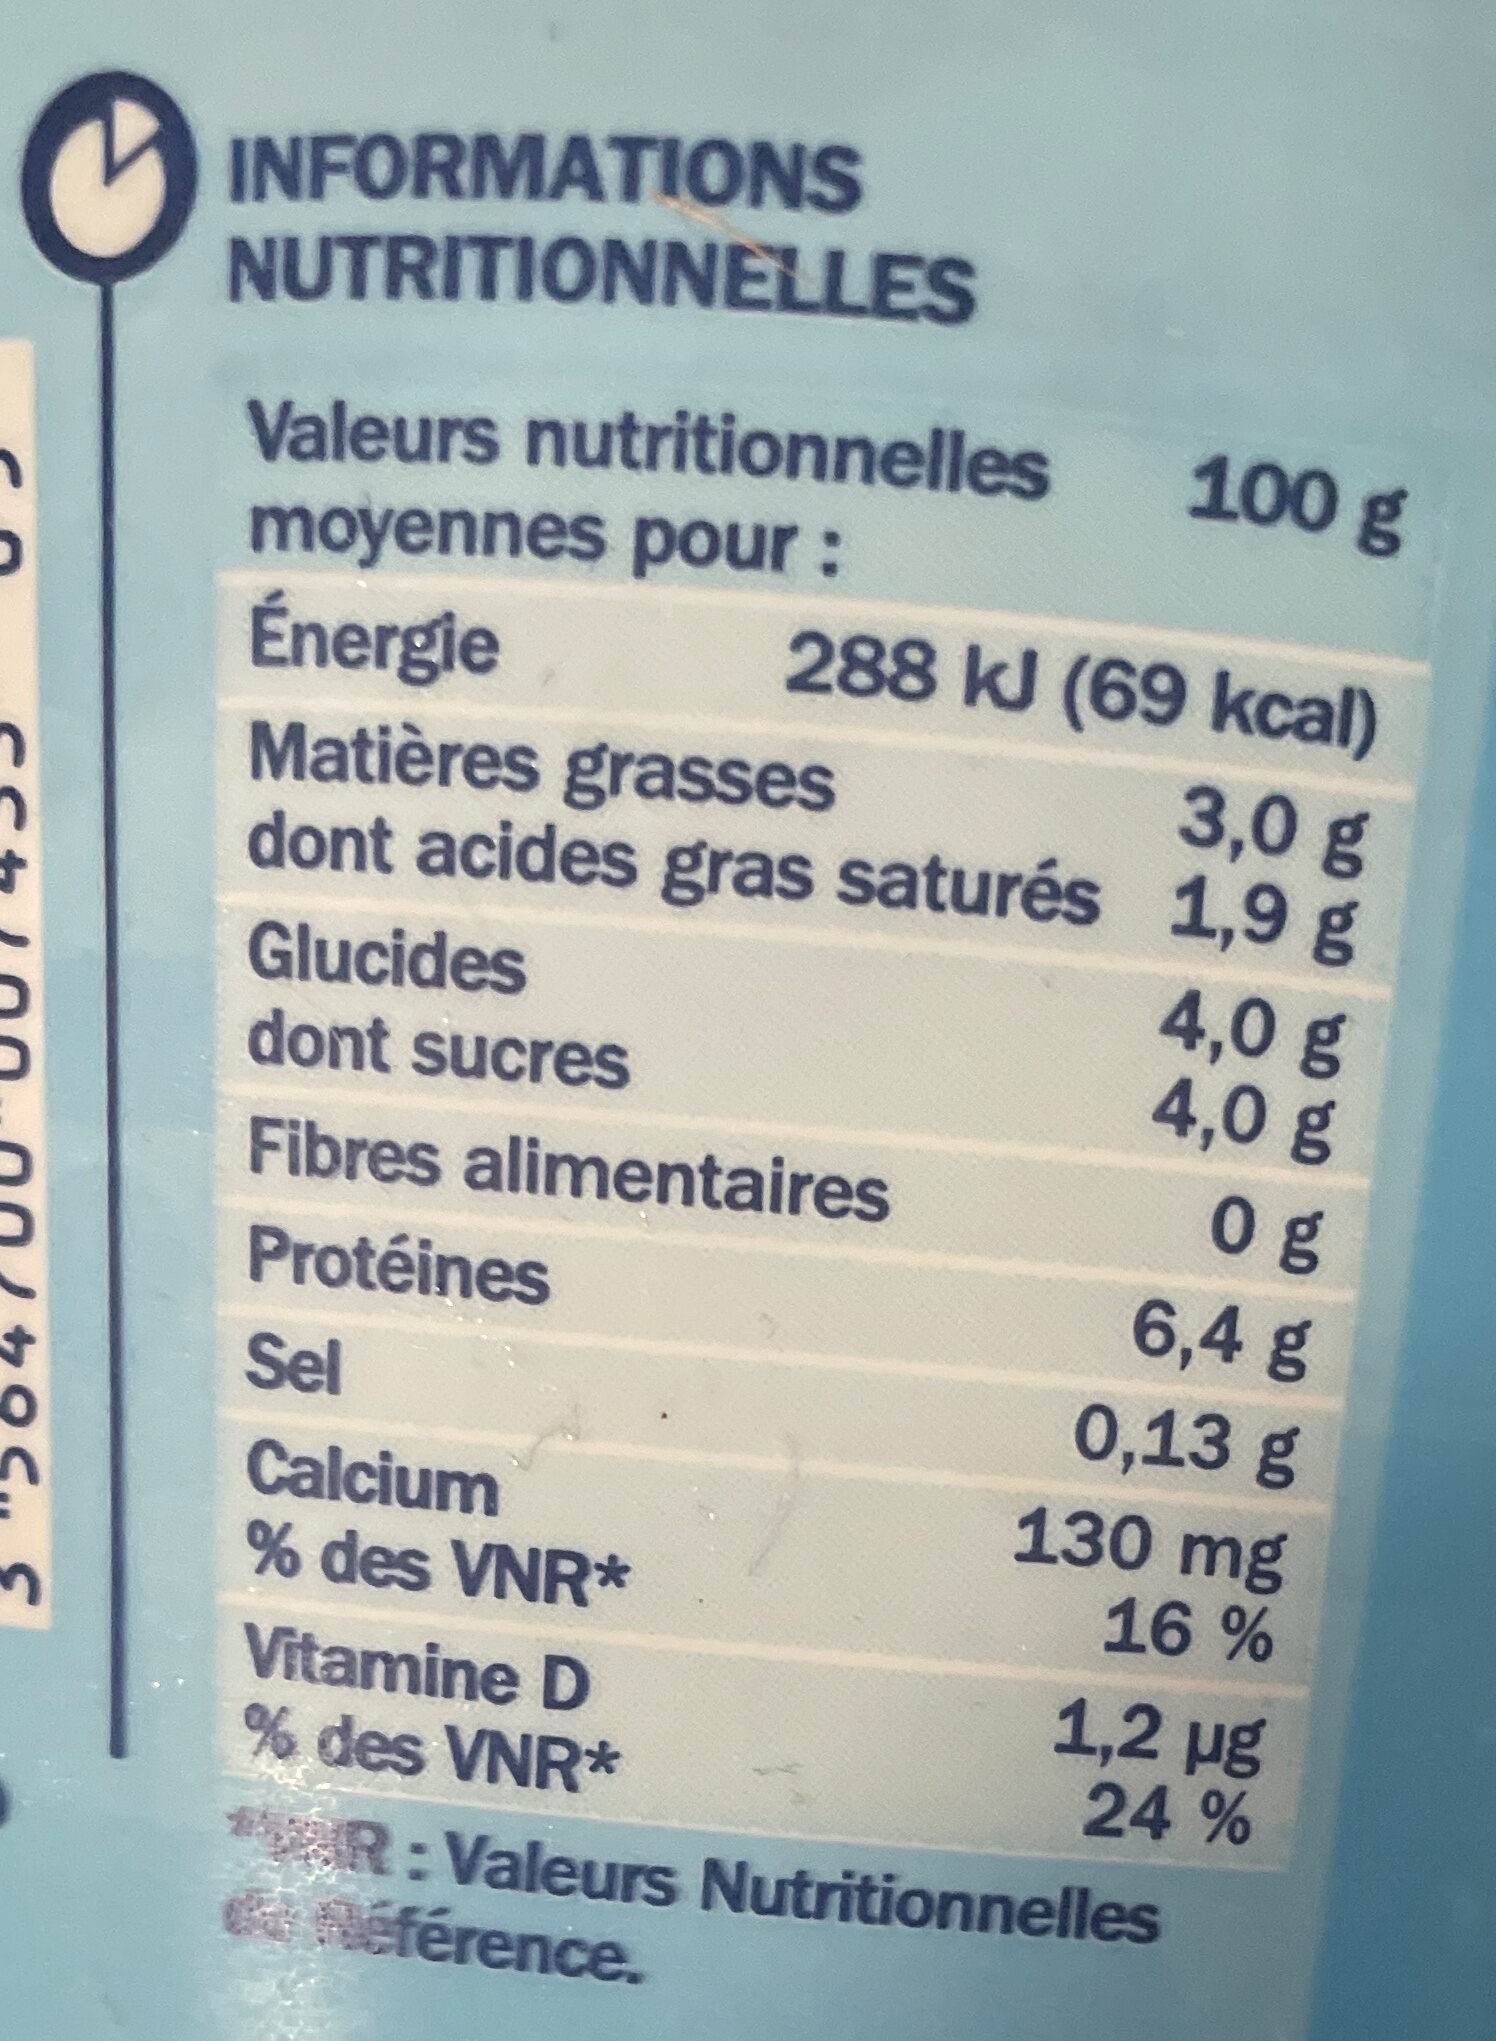 INFORMATIONS
NUTRITIONNELLES
Valeurs nutritionnelles 100 g
moyennes pour :
Énergie 288 kJ (69 kcal)
Matières grasses 3,0 g
dont acides gras saturés 1,9 g
Glucides 4,0 g
dont sucres 4,0 g
Fibres alimentaires 0 g
Protéines 6,4 g
Sel 0,13 g
Calcium 130 mg
% des VNR* 16 %
Vitamine D 1,2 µg
% des VNR* 24 %
*VNR : Valeurs Nutritionnelles
de Référence.